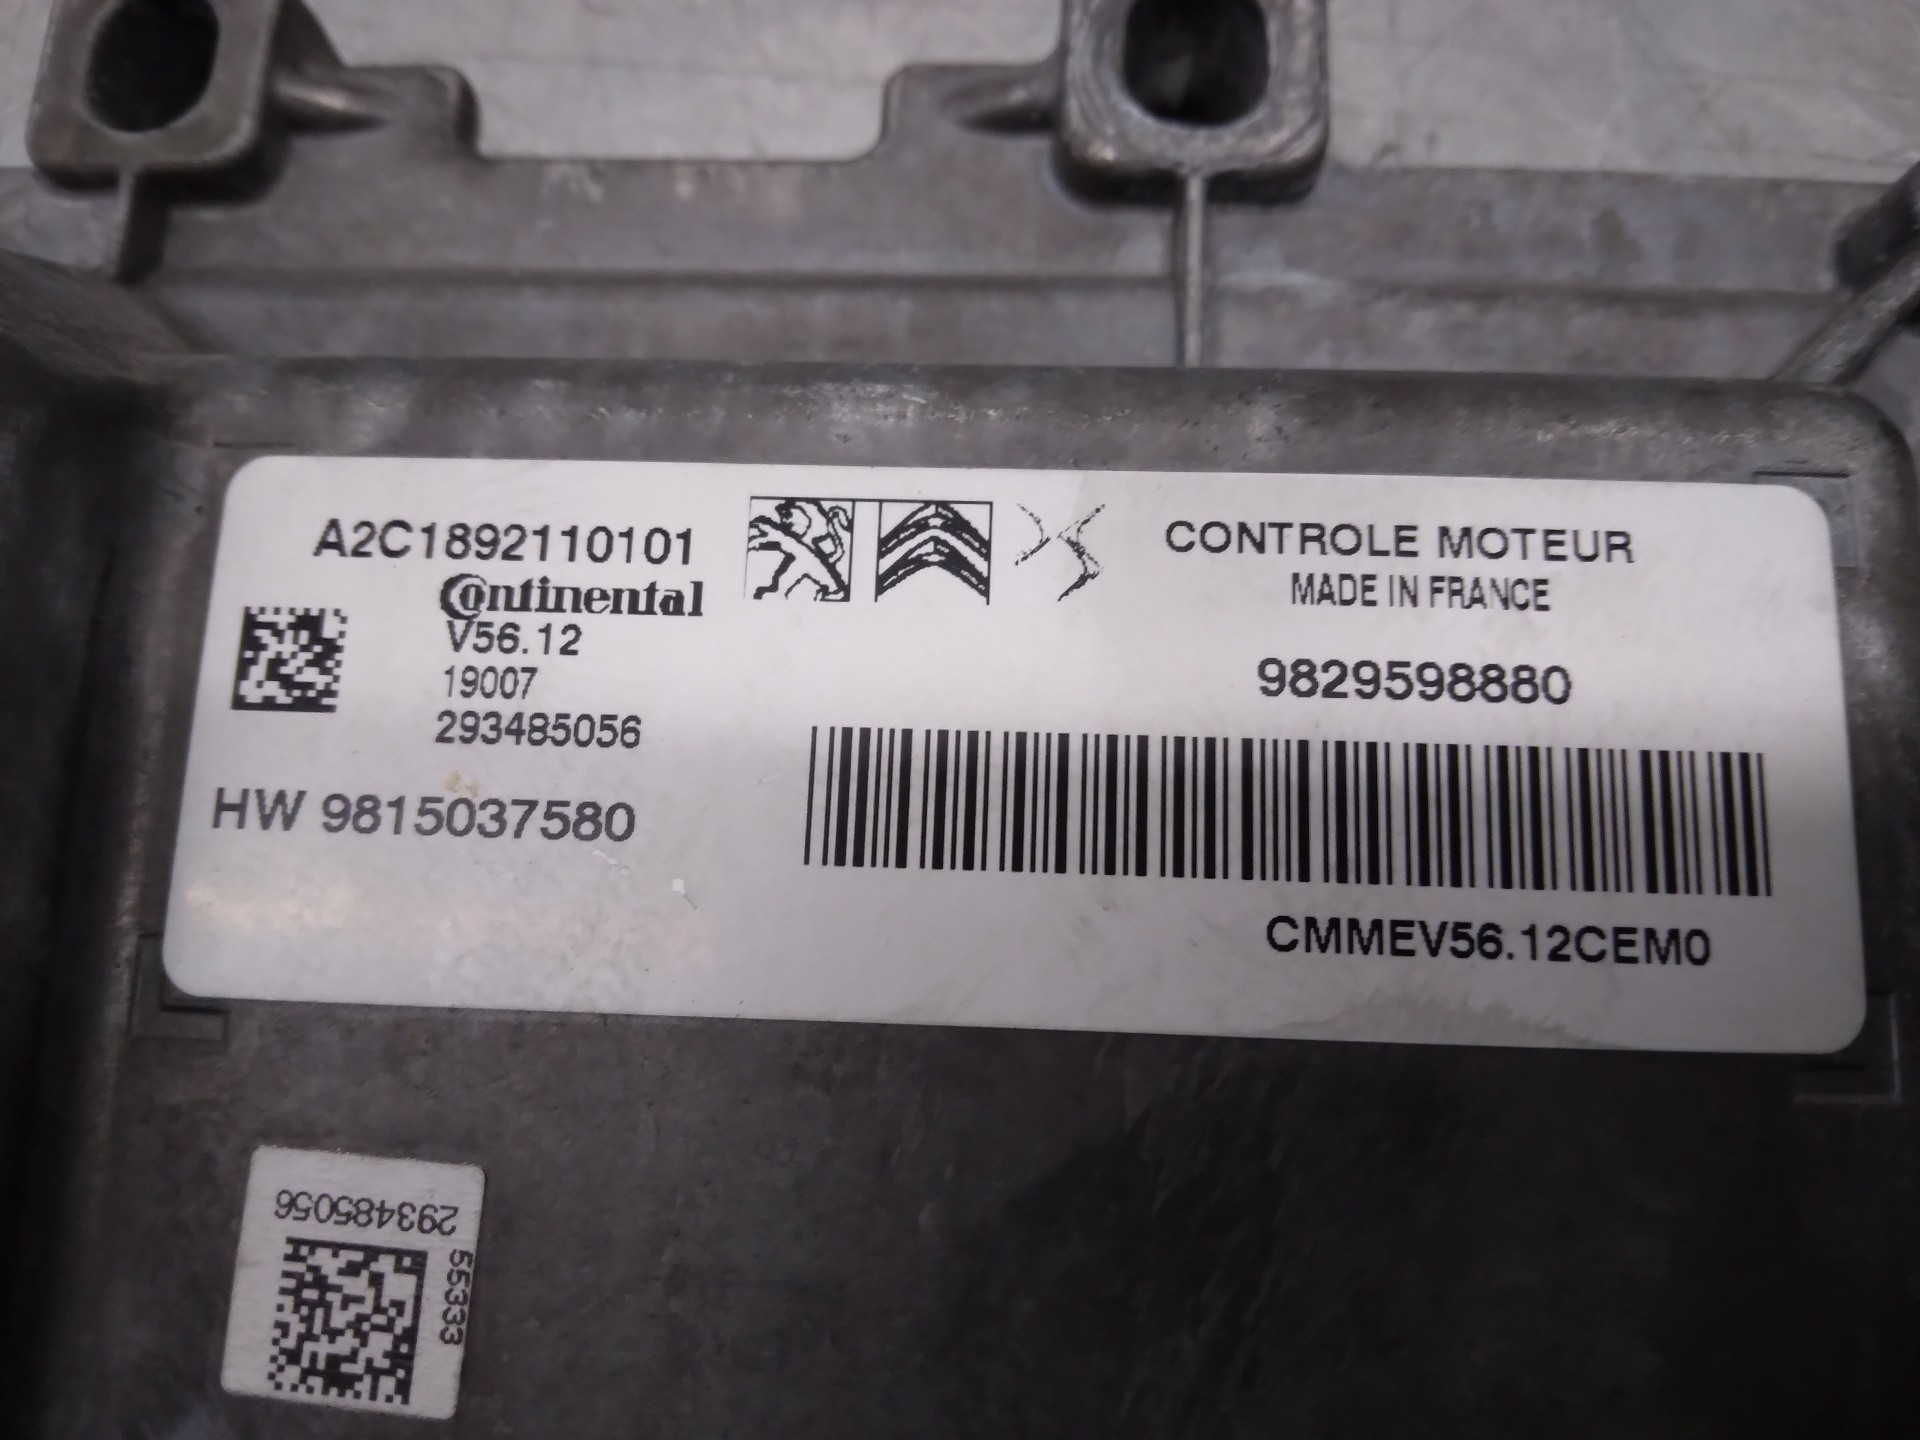 A2C1892110101
Continental
V56.12
19007
293485056
HW 9815037580
CONTROLE MOTEUR
MADE IN FRANCE
9829598880
CMMEV56.12CEM0
293485056
55333